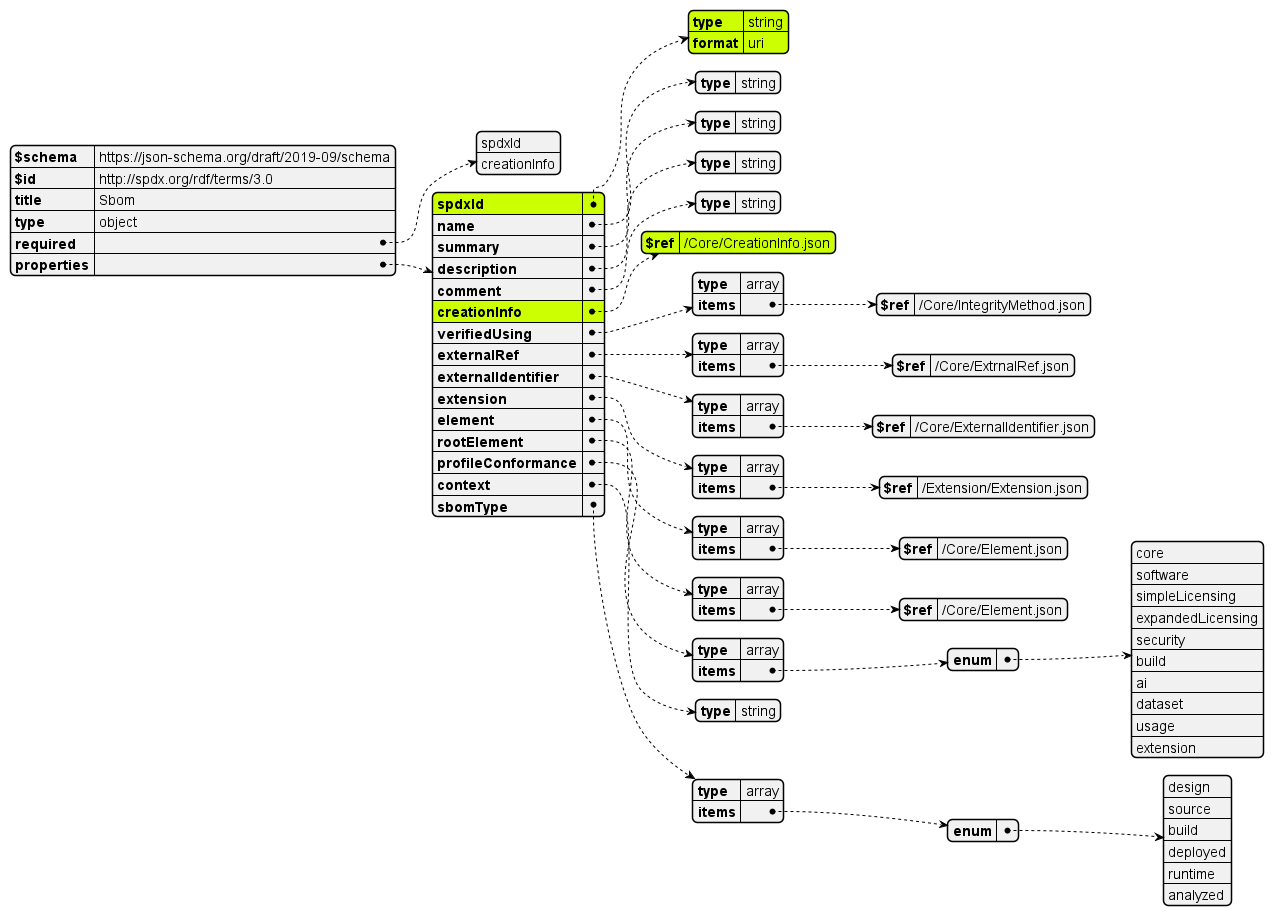 $schema https://json-schema.org/draft/2019-09/schema
$id http://spdx.org/rdf/terms/3.0
title Sbom
type object
required
properties
spdxId
creationInfo
spdxId
name
summary
description
comment
creationInfo
verifiedUsing
externalRef
externalIdentifier
extension
element
rootElement
profileConformance
context
sbomType
type string
format uri
type string
type string
type string
type string
$ref /Core/CreationInfo.json
type array
items
$ref /Core/IntegrityMethod.json
type array
items
$ref /Core/ExtrnalRef.json
type array
items
$ref /Core/ExternalIdentifier.json
type array
items
$ref /Extension/Extension.json
type array
items
$ref /Core/Element.json
type array
items
$ref /Core/Element.json
type array
items
enum
core
software
simpleLicensing
expandedLicensing
security
build
ai
dataset
usage
extension
type string
type array
items
enum
design
source
build
deployed
runtime
analyzed